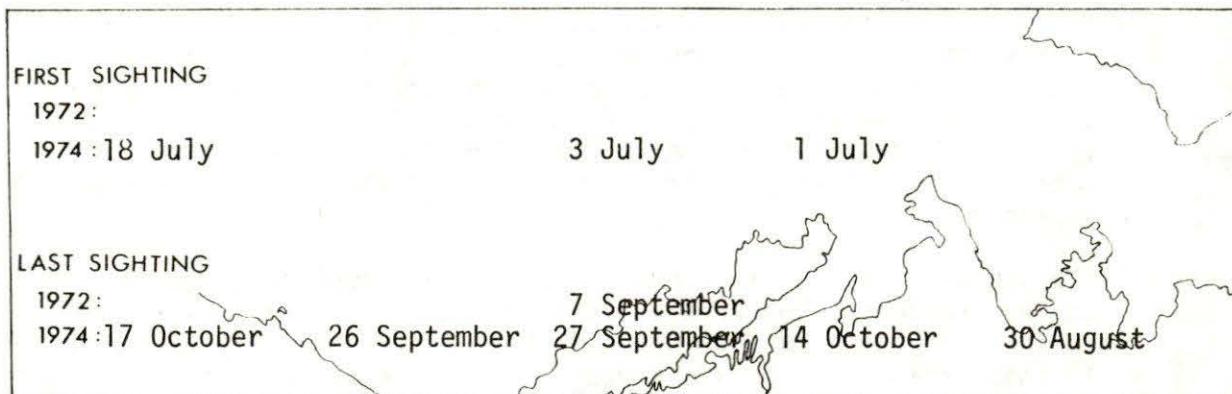 FIRST SIGHTING
1972:
1974: 18 July 3 July 1 July
LAST SIGHTING
1972: 7 September
1974: 17 October 26 September 27 September 14 October 30 August